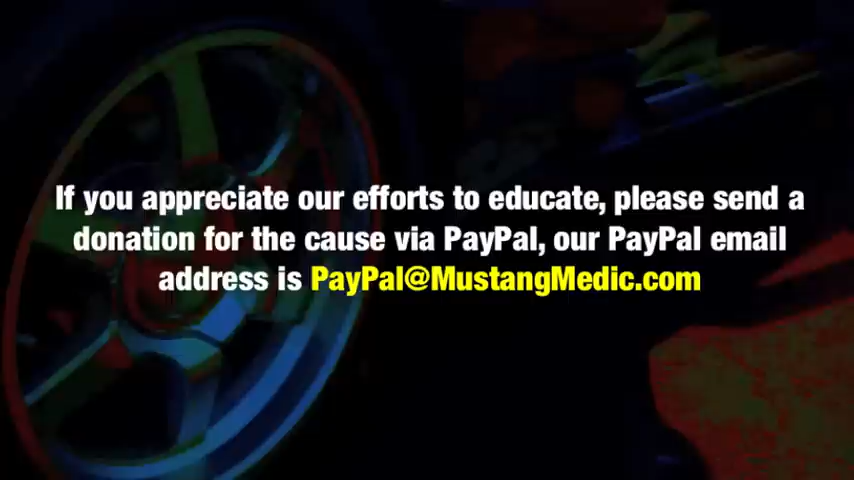 If you appreciate our efforts to educate, please send a
donation for the cause via PayPal, our PayPal email
address is PayPal@MustangMedic.com